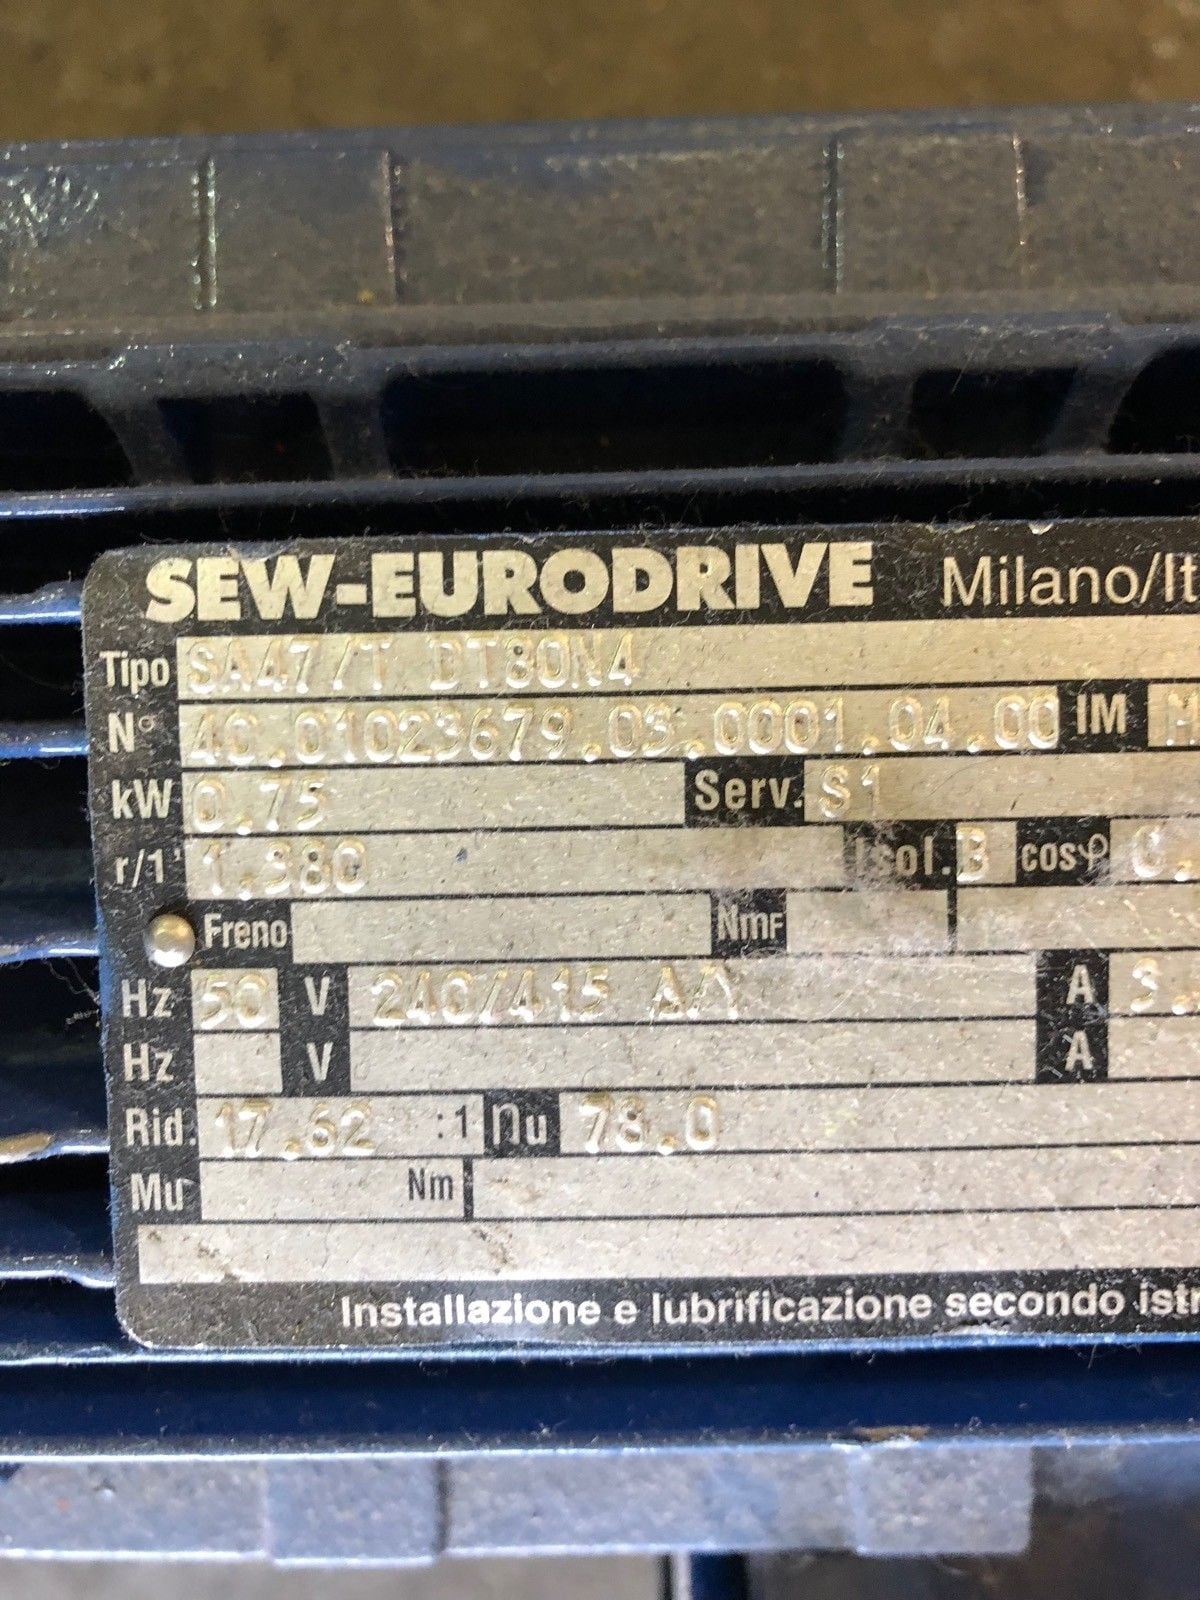 SEW-EURODRIVE Milano/It
Tipo SA47/T DT80N4
N° 40.01023679.03.0001.04.00 IM
kW 0.75 Serv. S1
r/1' 1.380 Isol. B cosφ 0.
Freno NmF
Hz 50 V 240/415 A 3.
Hz V A
Rid. 17.62 :1 nu 78.0
Mu Nm
Installazione e lubrificazione secondo